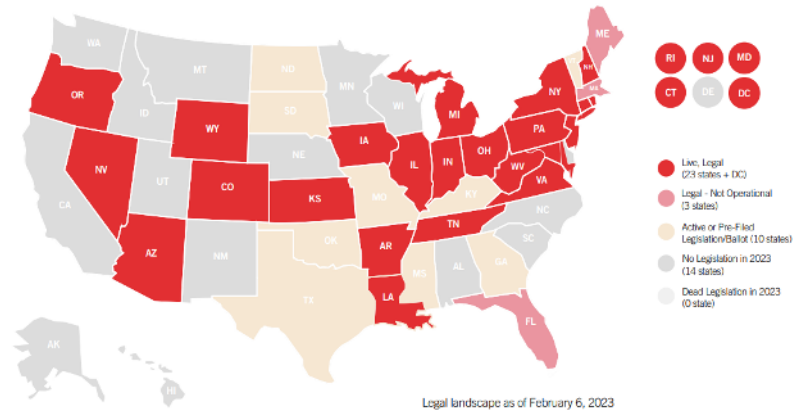 WA
MT
ND
MN
ME
OR
ID
SD
WI
NH
MA
NY
WY
MI
IA
PA
NE
NV
UT
CO
IL
IN
OH
WV
VA
CA
KS
MO
KY
AZ
NM
OK
AR
TN
NC
SC
TX
LA
MS
AL
GA
FL
AK
HI
RI
NJ
MD
CT
DE
DC
Live, Legal
(23 states + DC)
Legal - Not Operational
(3 states)
Active or Pre-Filed
Legislation/Ballot (10 states)
No Legislation in 2023
(14 states)
Dead Legislation in 2023
(0 state)
Legal landscape as of February 6, 2023